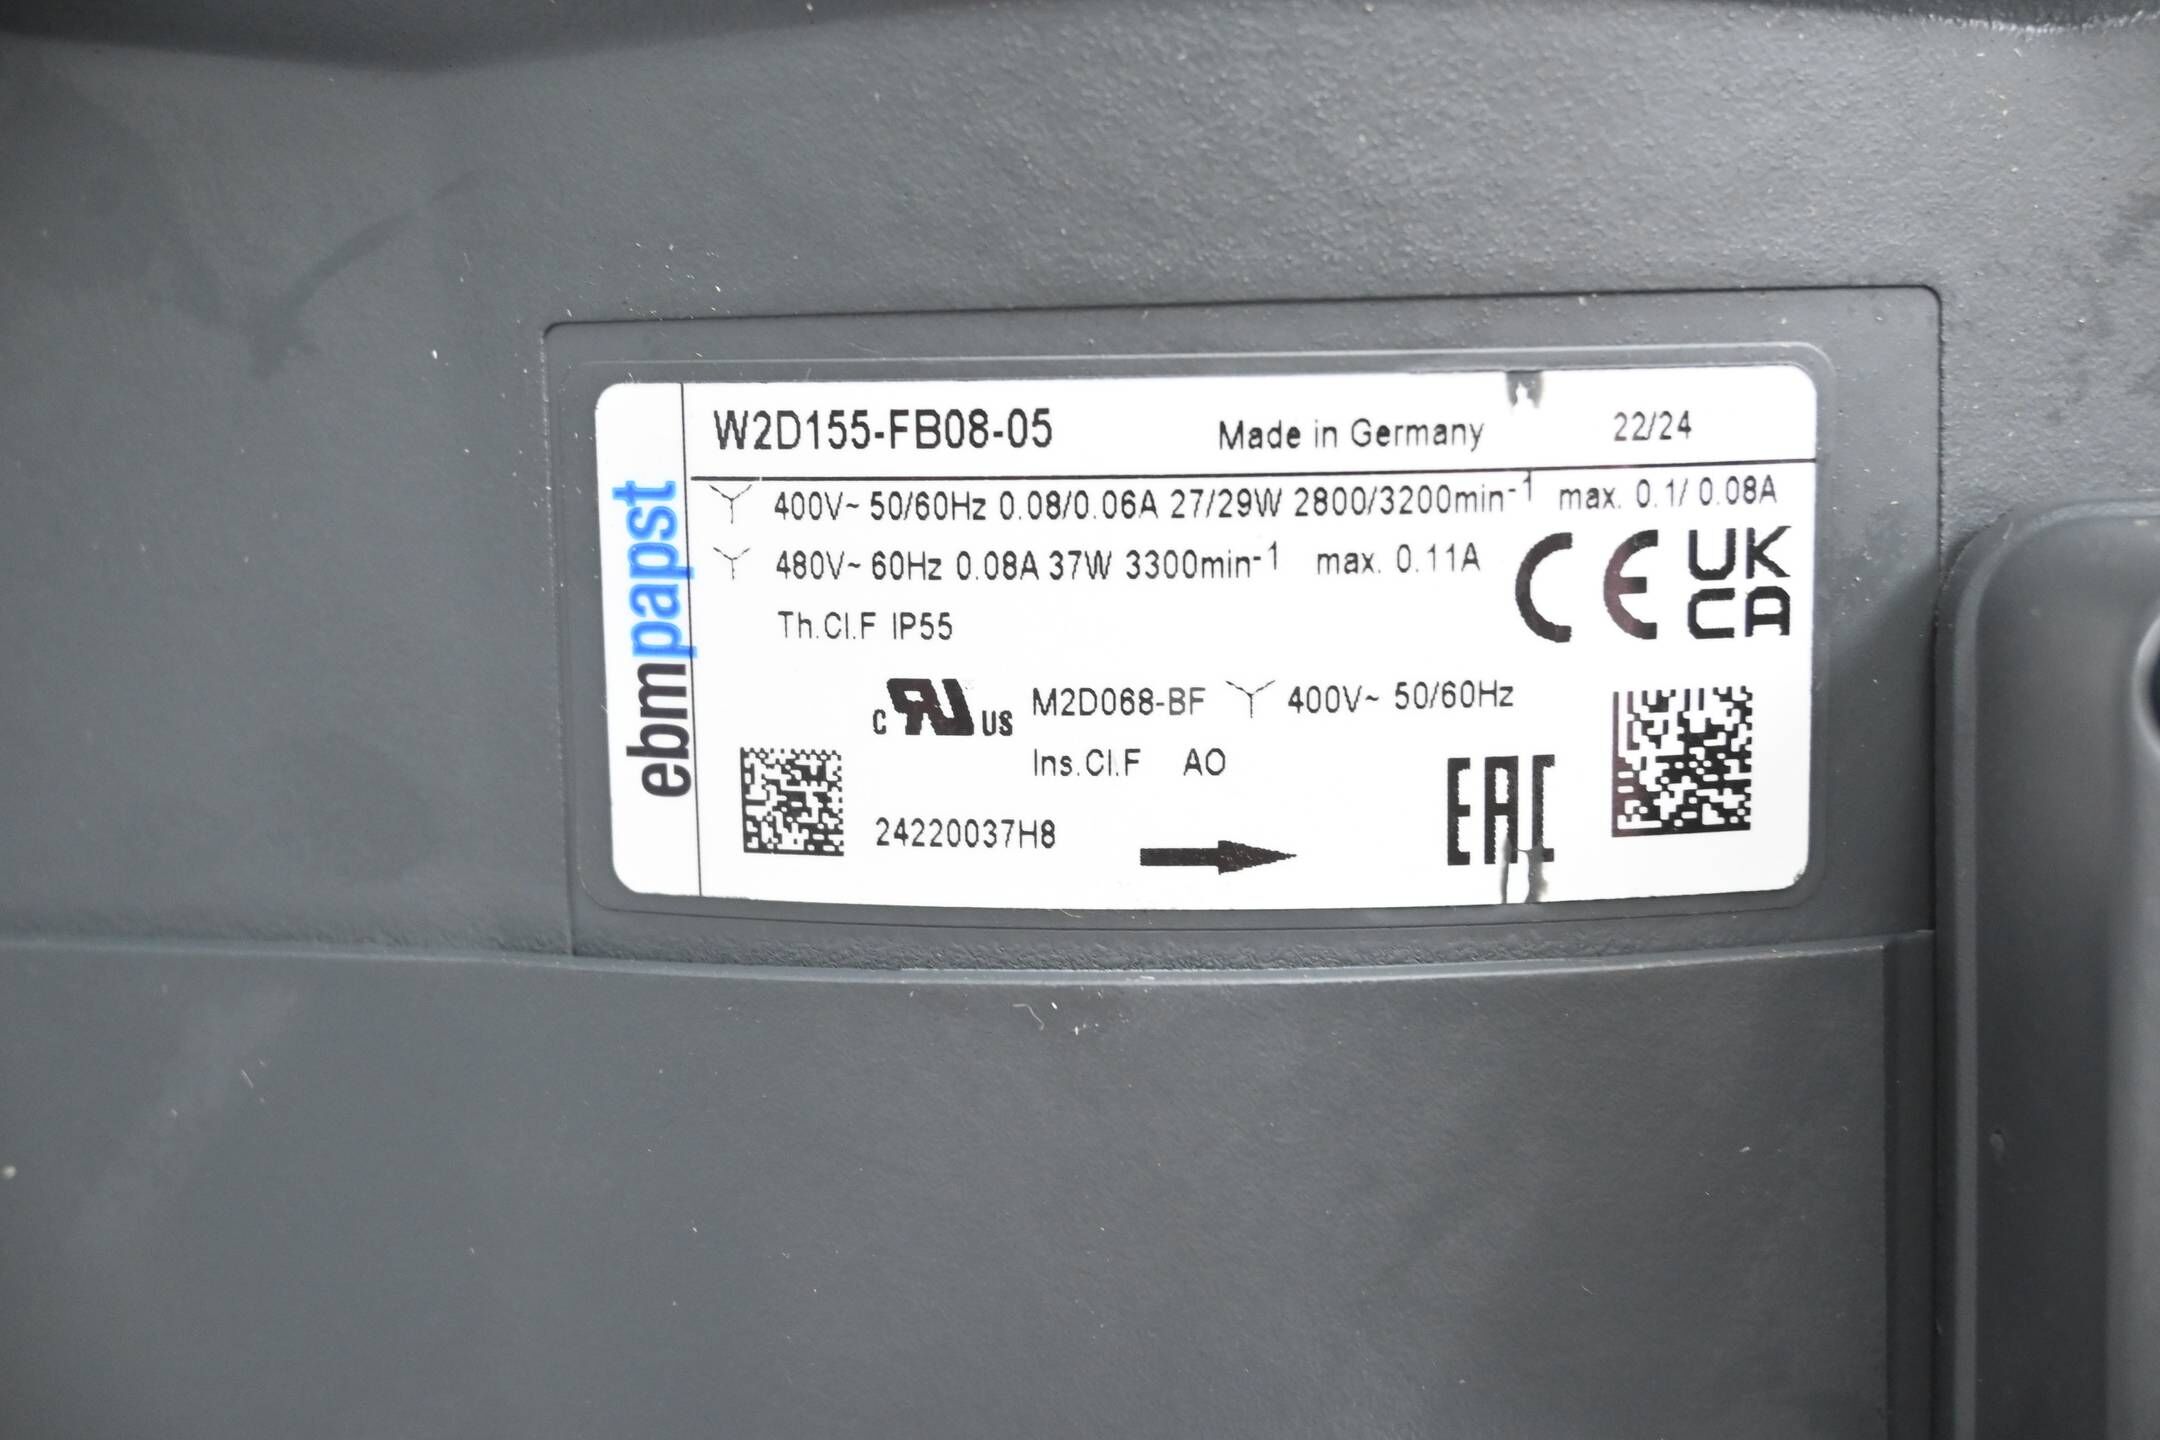 W2D155-FB08-05 Made in Germany 22/24
400V~ 50/60Hz 0.08/0.06A 27/29W 2800/3200min-1 max. 0.1/ 0.08A
480V~ 60Hz 0.08A 37W 3300min-1 max. 0.11A
CE UK CA
Th.Cl.F IP55
ebmpapst
c RU US M2D068-BF 400V~ 50/60Hz
Ins.Cl.F AO
EAC
24220037H8